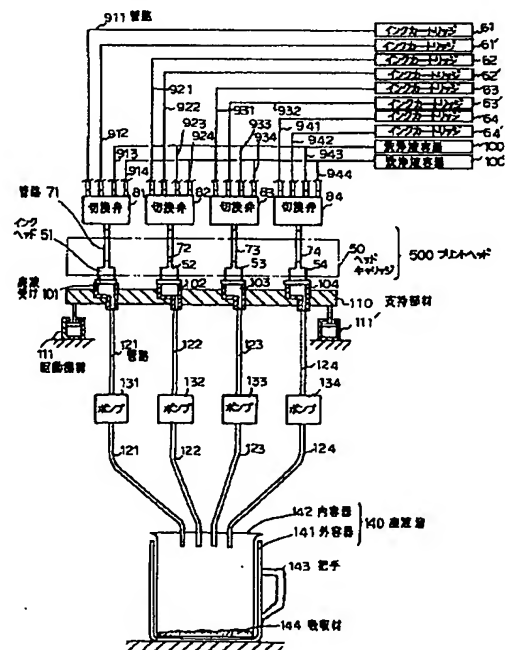 911 管路
インクカートリッジ 61
インクカートリッジ 61'
921
インクカートリッジ 62
922
インクカートリッジ 62'
931 932
インクカートリッジ 63
923
インクカートリッジ 63'
924
933
934
インクカートリッジ 64
941
912
インクカートリッジ 64'
942
913
洗浄液容器 100
943
914
洗浄液容器 100'
944
切換弁 81
切換弁 82
切換弁 83
切換弁 84
管路 71
72
73
74
インクヘッド 51
52
53
54
50 ヘッドキャリッジ
500 プリントヘッド
廃液受け 101
102
103
104
110 支持部材
111'
111 駆動機材
121 管路
122
123
124
131
132
133
134
ポンプ
ポンプ
ポンプ
ポンプ
121
122
123
124
142 内容器
141 外容器
140 廃液溜
143 把手
144 吸収材